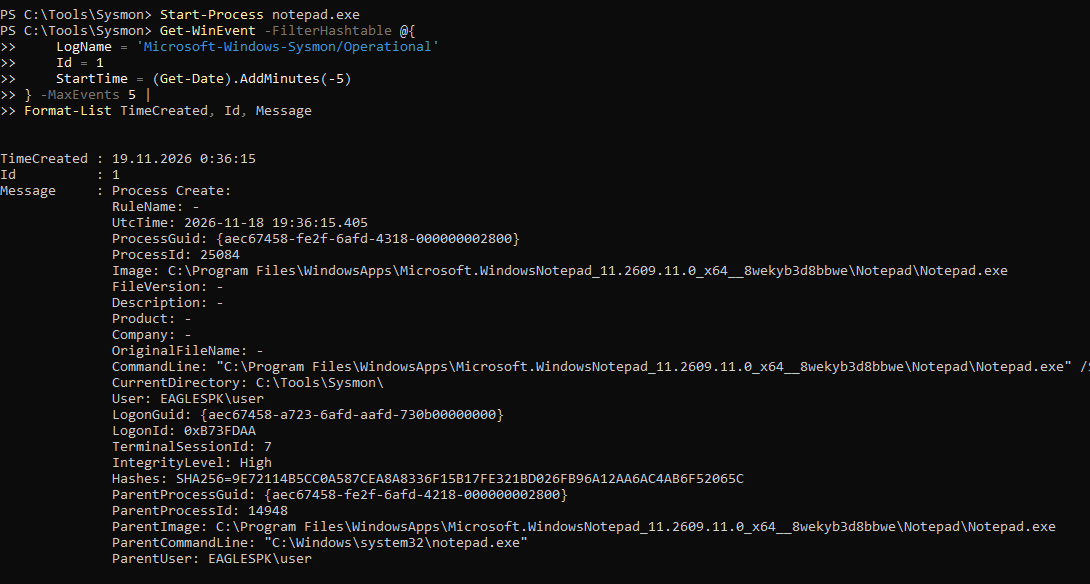 PS C:\Tools\Sysmon> Start-Process notepad.exe
PS C:\Tools\Sysmon> Get-WinEvent -FilterHashtable @{
>>     LogName = 'Microsoft-Windows-Sysmon/Operational'
>>     Id = 1
>>     StartTime = (Get-Date).AddMinutes(-5)
>> } -MaxEvents 5 |
>> Format-List TimeCreated, Id, Message
TimeCreated : 19.11.2026 0:36:15
Id          : 1
Message     : Process Create:
              RuleName: -
              UtcTime: 2026-11-18 19:36:15.405
              ProcessGuid: {aec67458-fe2f-6afd-4318-000000002800}
              ProcessId: 25084
              Image: C:\Program Files\WindowsApps\Microsoft.WindowsNotepad_11.2609.11.0_x64__8wekyb3d8bbwe\Notepad\Notepad.exe
              FileVersion: -
              Description: -
              Product: -
              Company: -
              OriginalFileName: -
              CommandLine: "C:\Program Files\WindowsApps\Microsoft.WindowsNotepad_11.2609.11.0_x64__8wekyb3d8bbwe\Notepad\Notepad.exe" /
              CurrentDirectory: C:\Tools\Sysmon\
              User: EAGLESPK\user
              LogonGuid: {aec67458-a723-6afd-aafd-730b00000000}
              LogonId: 0xB73FDAA
              TerminalSessionId: 7
              IntegrityLevel: High
              Hashes: SHA256=9E72114B5CC0A587CEA8A8336F15B17FE321BD026FB96A12AA6AC4AB6F52065C
              ParentProcessGuid: {aec67458-fe2f-6afd-4218-000000002800}
              ParentProcessId: 14948
              ParentImage: C:\Program Files\WindowsApps\Microsoft.WindowsNotepad_11.2609.11.0_x64__8wekyb3d8bbwe\Notepad\Notepad.exe
              ParentCommandLine: "C:\Windows\system32\notepad.exe"
              ParentUser: EAGLESPK\user